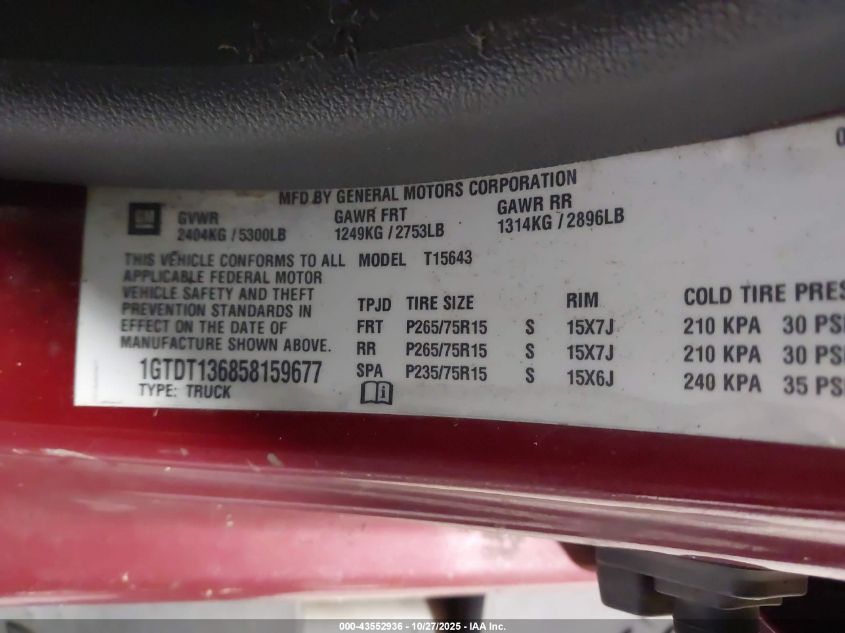 0
MFD BY GENERAL MOTORS CORPORATION
GM
GVWR GAWR FRT GAWR RR
2404KG / 5300LB 1249KG / 2753LB 1314KG / 2896LB
THIS VEHICLE CONFORMS TO ALL
APPLICABLE FEDERAL MOTOR
VEHICLE SAFETY AND THEFT
PREVENTION STANDARDS IN
EFFECT ON THE DATE OF
MANUFACTURE SHOWN ABOVE.
1GTDT136858159677
TYPE: TRUCK
MODEL T15643
TPJD TIRE SIZE RIM COLD TIRE PRES
FRT P265/75R15 S 15X7J 210 KPA 30 PSI
RR P265/75R15 S 15X7J 210 KPA 30 PSI
SPA P235/75R15 S 15X6J 240 KPA 35 PSI
000-43552936 | 10/27/2025 | IAA Inc.